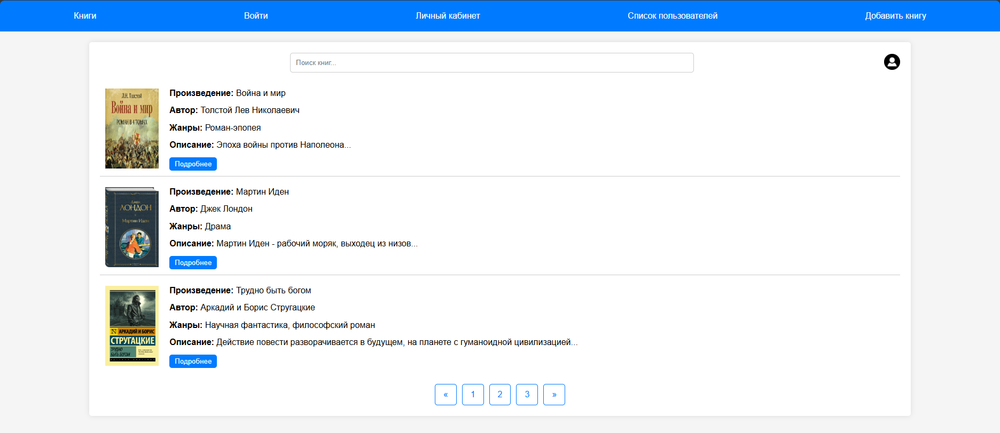 Книги
Войти
Личный кабинет
Список пользователей
Добавить книгу
Поиск книг...
Л.Н. Толстой
Война и мир
РОМАН В 4 ТОМАХ
Произведение: Война и мир
Автор: Толстой Лев Николаевич
Жанры: Роман-эпопея
Описание: Эпоха войны против Наполеона...
Подробнее
Джек
ЛОНДОН
Мартин Иден
Произведение: Мартин Иден
Автор: Джек Лондон
Жанры: Драма
Описание: Мартин Иден - рабочий моряк, выходец из низов...
Подробнее
N АРКАДИЙ И БОРИС
СТРУГАЦКИЕ
ТРУДНО
БЫТЬ БОГОМ
Произведение: Трудно быть богом
Автор: Аркадий и Борис Стругацкие
Жанры: Научная фантастика, философский роман
Описание: Действие повести разворачивается в будущем, на планете с гуманоидной цивилизацией...
Подробнее
« 1 2 3 »